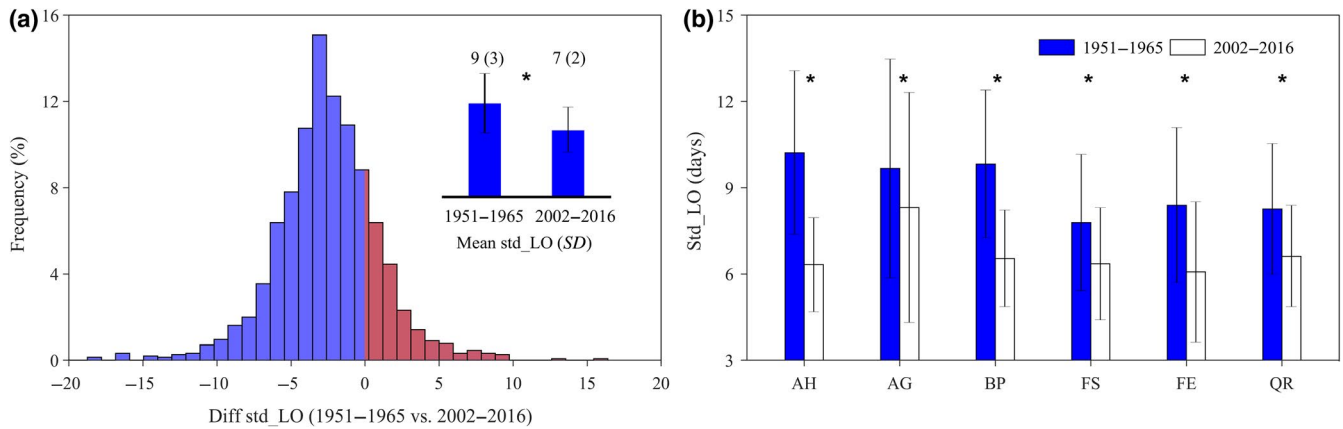 (a)
16
12
8
4
0
Frequency (%)
−20 −15 −10 −5 0 5 10 15 20
Diff std_LO (1951−1965 vs. 2002−2016)
9 (3) * 7 (2)
1951−1965 2002−2016
Mean std_LO (SD)
(b)
15
12
9
6
3
Std_LO (days)
1951−1965 2002−2016
* * * * * *
AH AG BP FS FE QR